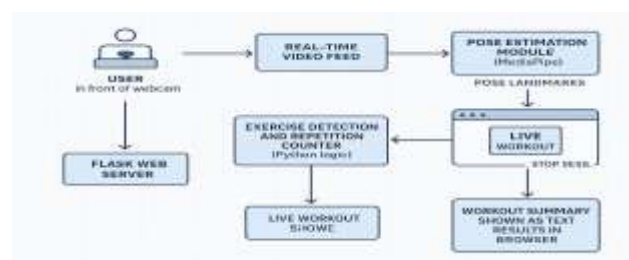 USER
in front of webcam
REAL-TIME
VIDEO FEED
POSE ESTIMATION
MODULE
(MediaPipe)
POSE LANDMARKS
LIVE
WORKOUT
STOP
EXERCISE DETECTION
AND REPETITION
COUNTER
(Python logic)
FLASK WEB
SERVER
LIVE WORKOUT
WORKOUT SUMMARY
SHOWN AS TEXT
RESULTS IN
BROWSER